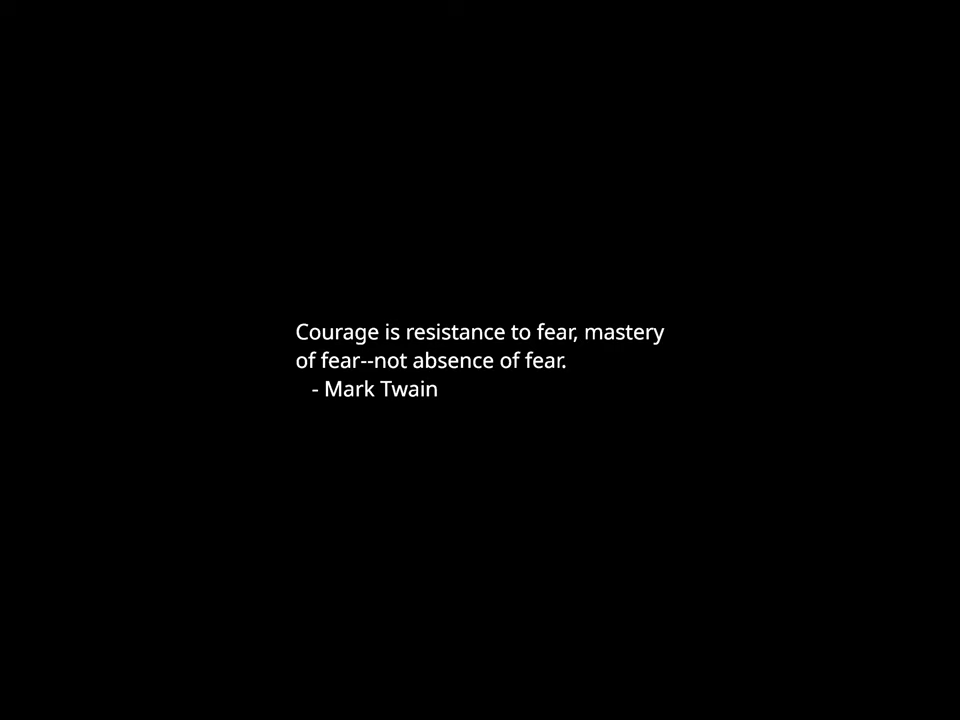 Courage is resistance to fear, mastery
of fear--not absence of fear.
- Mark Twain